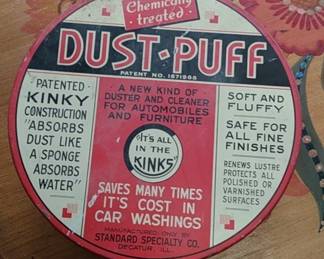 Chemically
treated
DUST-PUFF
PATENT NO. 1671965
PATENTED
KINKY
CONSTRUCTION
"ABSORBS
DUST LIKE
A SPONGE
ABSORBS
WATER"
A NEW KIND OF
DUSTER AND CLEANER
FOR AUTOMOBILES
AND FURNITURE
"IT'S ALL
IN THE
KINKS"
SAVES MANY TIMES
IT'S COST IN
CAR WASHINGS
MANUFACTURED ONLY BY
STANDARD SPECIALTY CO.
DECATUR, ILL.
SOFT AND
FLUFFY
SAFE FOR
ALL FINE
FINISHES
RENEWS LUSTRE
PROTECTS ALL
POLISHED OR
VARNISHED
SURFACES